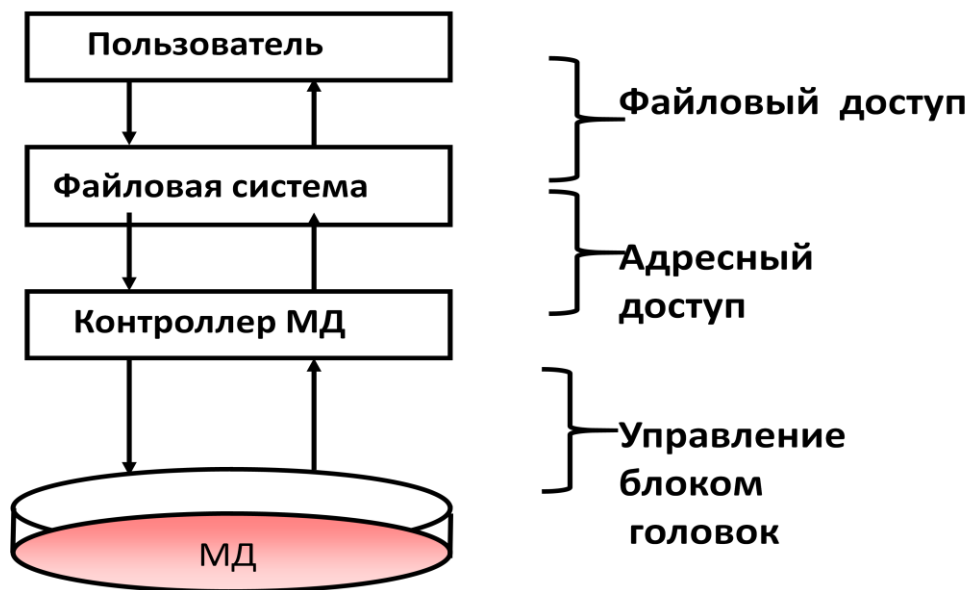 Пользователь
Файловый доступ
Файловая система
Адресный
доступ
Контроллер МД
Управление
блоком
головок
МД